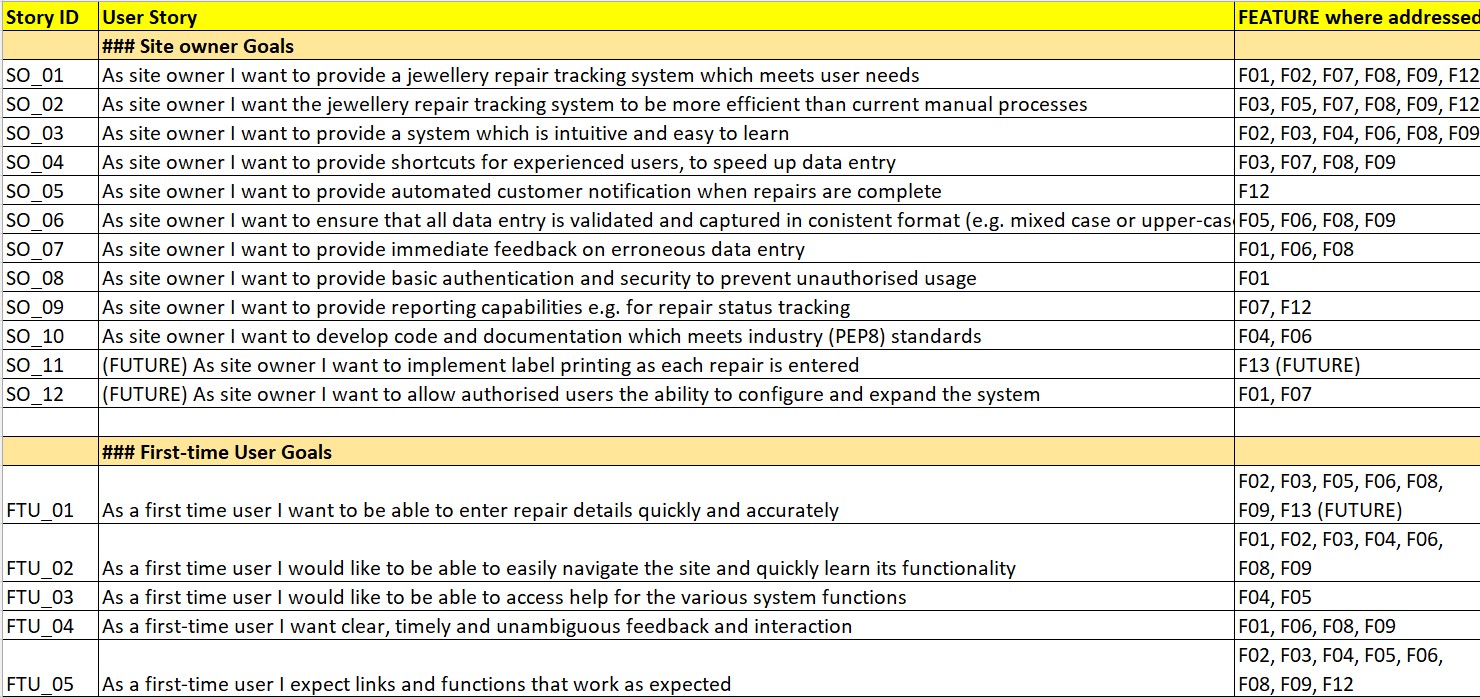 Story ID User Story FEATURE where addressed
### Site owner Goals
SO_01 As site owner I want to provide a jewellery repair tracking system which meets user needs F01, F02, F07, F08, F09, F12
SO_02 As site owner I want the jewellery repair tracking system to be more efficient than current manual processes F03, F05, F07, F08, F09, F12
SO_03 As site owner I want to provide a system which is intuitive and easy to learn F02, F03, F04, F06, F08, F09
SO_04 As site owner I want to provide shortcuts for experienced users, to speed up data entry F03, F07, F08, F09
SO_05 As site owner I want to provide automated customer notification when repairs are complete F12
SO_06 As site owner I want to ensure that all data entry is validated and captured in conistent format (e.g. mixed case or upper-case F05, F06, F08, F09
SO_07 As site owner I want to provide immediate feedback on erroneous data entry F01, F06, F08
SO_08 As site owner I want to provide basic authentication and security to prevent unauthorised usage F01
SO_09 As site owner I want to provide reporting capabilities e.g. for repair status tracking F07, F12
SO_10 As site owner I want to develop code and documentation which meets industry (PEP8) standards F04, F06
SO_11 (FUTURE) As site owner I want to implement label printing as each repair is entered F13 (FUTURE)
SO_12 (FUTURE) As site owner I want to allow authorised users the ability to configure and expand the system F01, F07
### First-time User Goals
F02, F03, F05, F06, F08,
FTU_01 As a first time user I want to be able to enter repair details quickly and accurately F09, F13 (FUTURE)
F01, F02, F03, F04, F06,
FTU_02 As a first time user I would like to be able to easily navigate the site and quickly learn its functionality F08, F09
FTU_03 As a first time user I would like to be able to access help for the various system functions F04, F05
FTU_04 As a first-time user I want clear, timely and unambiguous feedback and interaction F01, F06, F08, F09
F02, F03, F04, F05, F06,
FTU_05 As a first-time user I expect links and functions that work as expected F08, F09, F12